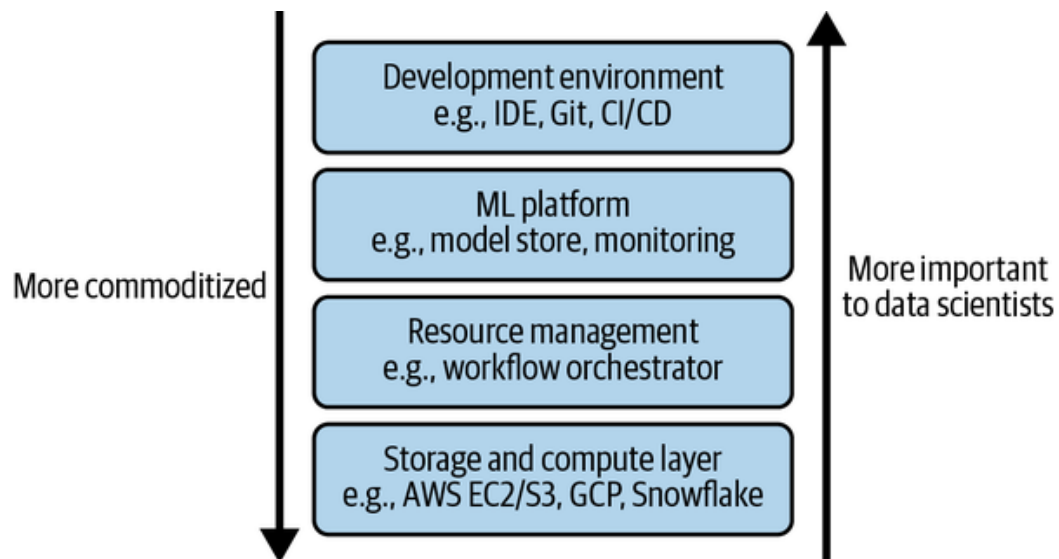 Development environment
e.g., IDE, Git, CI/CD
ML platform
e.g., model store, monitoring
More commoditized
More important
to data scientists
Resource management
e.g., workflow orchestrator
Storage and compute layer
e.g., AWS EC2/S3, GCP, Snowflake